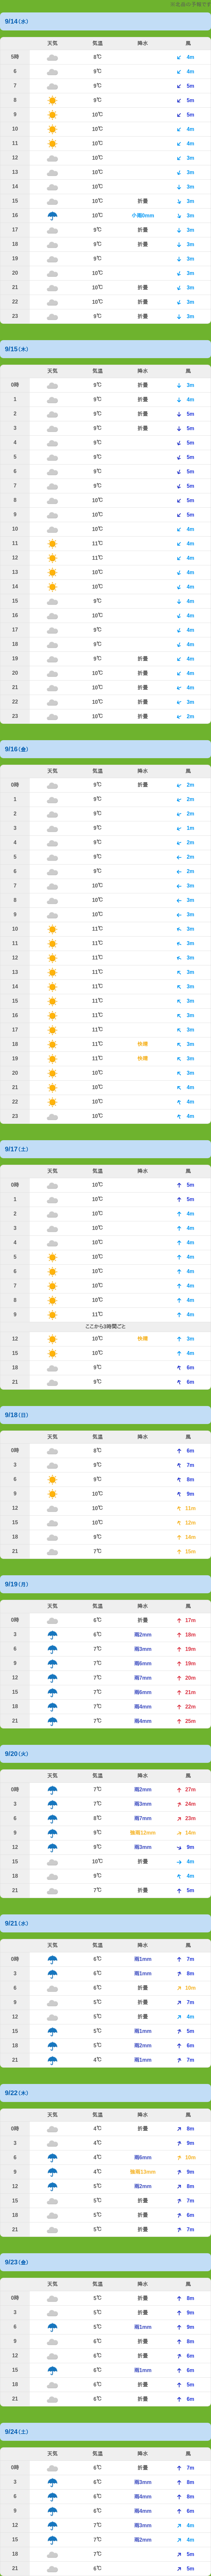 9/14(水)
天気 気温 降水 風
5時 8℃ 4m
6 9℃ 4m
7 9℃ 5m
8 9℃ 5m
9 10℃ 5m
10 10℃ 4m
11 10℃ 4m
12 10℃ 3m
13 10℃ 3m
14 10℃ 3m
15 10℃ 折畳 3m
16 10℃ 小雨0mm 3m
17 9℃ 折畳 3m
18 9℃ 折畳 3m
19 9℃ 3m
20 10℃ 3m
21 10℃ 折畳 3m
22 10℃ 折畳 3m
23 9℃ 折畳 3m
9/15(木)
天気 気温 降水 風
0時 9℃ 折畳 3m
1 9℃ 折畳 4m
2 9℃ 折畳 5m
3 9℃ 折畳 5m
4 9℃ 5m
5 9℃ 5m
6 9℃ 5m
7 9℃ 5m
8 10℃ 5m
9 10℃ 5m
10 10℃ 4m
11 11℃ 4m
12 11℃ 4m
13 10℃ 4m
14 10℃ 4m
15 9℃ 4m
16 10℃ 4m
17 9℃ 4m
18 9℃ 4m
19 9℃ 折畳 4m
20 10℃ 折畳 4m
21 10℃ 折畳 4m
22 10℃ 折畳 3m
23 10℃ 折畳 2m
9/16(金)
天気 気温 降水 風
0時 9℃ 折畳 2m
1 9℃ 2m
2 9℃ 2m
3 9℃ 1m
4 9℃ 2m
5 9℃ 2m
6 9℃ 2m
7 10℃ 3m
8 10℃ 3m
9 10℃ 3m
10 11℃ 3m
11 11℃ 3m
12 11℃ 3m
13 11℃ 3m
14 11℃ 3m
15 11℃ 3m
16 11℃ 3m
17 11℃ 3m
18 11℃ 快晴 3m
19 11℃ 快晴 3m
20 10℃ 3m
21 10℃ 4m
22 10℃ 4m
23 10℃ 4m
9/17(土)
天気 気温 降水 風
0時 10℃ 5m
1 10℃ 5m
2 10℃ 4m
3 10℃ 4m
4 10℃ 4m
5 10℃ 4m
6 10℃ 4m
7 10℃ 4m
8 10℃ 4m
9 11℃ 4m
ここから3時間ごと
12 10℃ 快晴 3m
15 10℃ 4m
18 9℃ 6m
21 9℃ 6m
9/18(日)
天気 気温 降水 風
0時 8℃ 6m
3 9℃ 7m
6 9℃ 8m
9 10℃ 9m
12 10℃ 11m
15 10℃ 12m
18 9℃ 14m
21 7℃ 15m
9/19(月)
天気 気温 降水 風
0時 6℃ 折畳 17m
3 6℃ 雨2mm 18m
6 7℃ 雨3mm 19m
9 7℃ 雨6mm 19m
12 7℃ 雨7mm 20m
15 7℃ 雨6mm 21m
18 7℃ 雨4mm 22m
21 7℃ 雨4mm 25m
9/20(火)
天気 気温 降水 風
0時 7℃ 雨2mm 27m
3 7℃ 雨3mm 24m
6 8℃ 雨7mm 23m
9 9℃ 強雨12mm 14m
12 9℃ 雨3mm 9m
15 10℃ 折畳 4m
18 9℃ 4m
21 7℃ 折畳 5m
9/21(水)
天気 気温 降水 風
0時 6℃ 雨1mm 7m
3 6℃ 雨1mm 8m
6 6℃ 折畳 10m
9 5℃ 折畳 7m
12 5℃ 折畳 4m
15 5℃ 雨1mm 5m
18 5℃ 雨2mm 6m
21 4℃ 雨1mm 7m
9/22(木)
天気 気温 降水 風
0時 4℃ 折畳 8m
3 4℃ 9m
6 4℃ 雨6mm 10m
9 4℃ 強雨13mm 9m
12 5℃ 雨2mm 8m
15 5℃ 折畳 7m
18 5℃ 折畳 6m
21 5℃ 折畳 7m
9/23(金)
天気 気温 降水 風
0時 5℃ 折畳 8m
3 5℃ 折畳 9m
6 5℃ 雨1mm 9m
9 6℃ 折畳 8m
12 6℃ 折畳 6m
15 6℃ 雨1mm 6m
18 6℃ 折畳 5m
21 6℃ 折畳 6m
9/24(土)
天気 気温 降水 風
0時 6℃ 折畳 7m
3 6℃ 雨3mm 8m
6 6℃ 雨4mm 8m
9 6℃ 雨4mm 6m
12 7℃ 雨3mm 4m
15 7℃ 雨2mm 4m
18 7℃ 折畳 5m
21 6℃ 折畳 5m